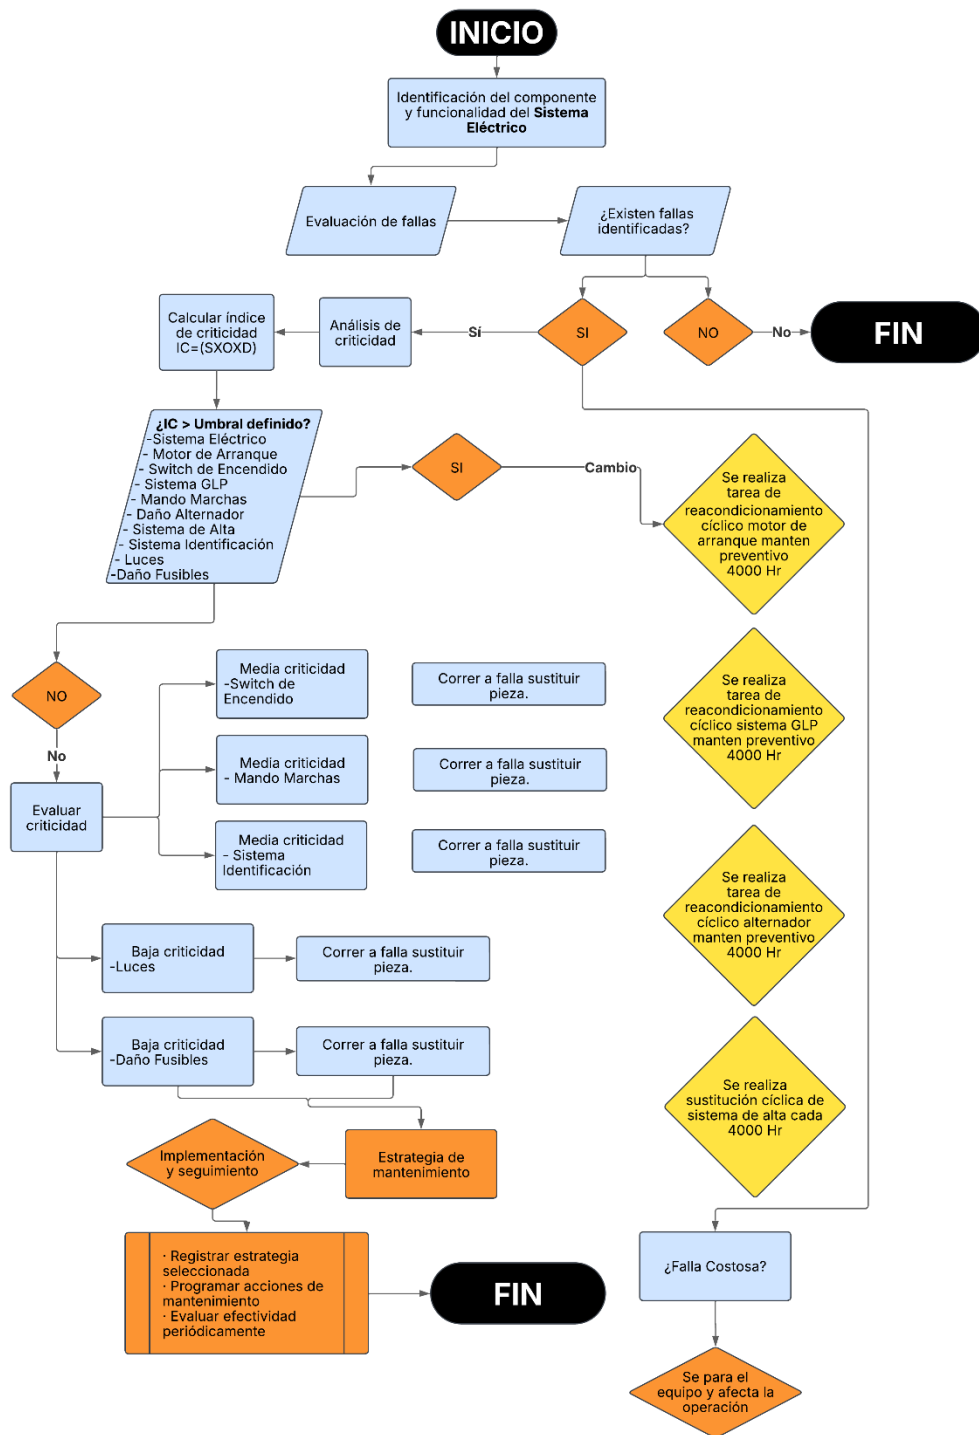 INICIO
Identificación del componente
y funcionalidad del Sistema
Eléctrico
Evaluación de fallas
¿Existen fallas
identificadas?
Calcular índice
de criticidad
IC=(SXOXD)
Análisis de
criticidad
Sí
SI
NO
No
FIN
¿IC > Umbral definido?
-Sistema Eléctrico
- Motor de Arranque
- Switch de Encendido
- Sistema GLP
- Mando Marchas
- Daño Alternador
- Sistema de Alta
- Sistema Identificación
- Luces
-Daño Fusibles
SI
Cambio
Se realiza
tarea de
reacondicionamiento
cíclico motor de
arranque manten
preventivo
4000 Hr
NO
No
Evaluar
criticidad
Media criticidad
-Switch de
Encendido
Correr a falla sustituir
pieza.
Se realiza
tarea de
reacondicionamiento
cíclico sistema GLP
manten preventivo
4000 Hr
Media criticidad
- Mando Marchas
Correr a falla sustituir
pieza.
Media criticidad
- Sistema
Identificación
Correr a falla sustituir
pieza.
Se realiza
tarea de
reacondicionamiento
cíclico alternador
manten preventivo
4000 Hr
Baja criticidad
-Luces
Correr a falla sustituir
pieza.
Baja criticidad
-Daño Fusibles
Correr a falla sustituir
pieza.
Se realiza
sustitución cíclica de
sistema de alta cada
4000 Hr
Implementación
y seguimiento
Estrategia de
mantenimiento
· Registrar estrategia
seleccionada
· Programar acciones de
mantenimiento
· Evaluar efectividad
periódicamente
FIN
¿Falla Costosa?
Se para el
equipo y afecta la
operación